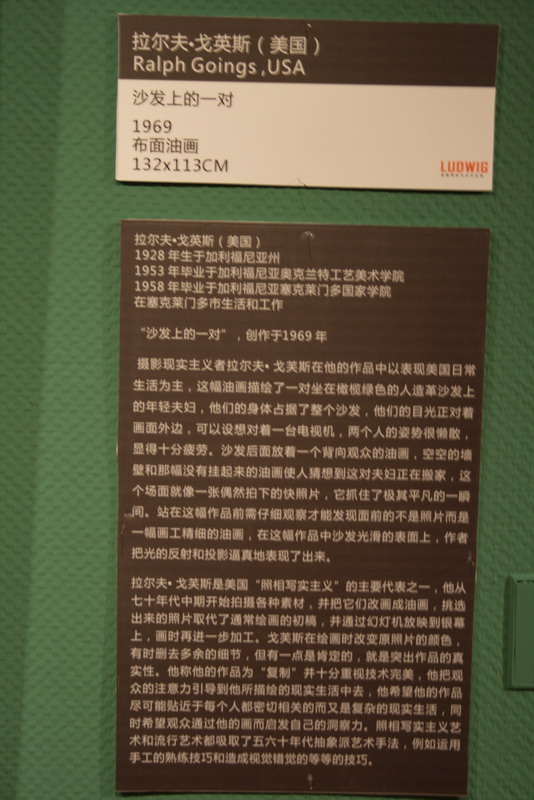 拉尔夫•戈英斯（美国）
Ralph Goings ,USA
沙发上的一对
1969
布面油画
132x113CM
LUDWIG
拉尔夫•戈英斯（美国）
1928 年生于加利福尼亚州
1953 年毕业于加利福尼亚奥克兰特工艺美术学院
1958 年毕业于加利福尼亚塞克莱门多国家学院
在塞克莱门多市生活和工作
“沙发上的一对”，创作于1969 年
摄影现实主义者拉尔夫• 戈芙斯在他的作品中以表现美国日常
生活为主，这幅油画描绘了一对坐在橄榄绿色的人造革沙发上
的年轻夫妇，他们的身体占据了整个沙发，他们的目光正对着
画面外边，可以设想对着一台电视机，两个人的姿势很懒散，
显得十分疲劳。沙发后面放着一个背向观众的油画，空空的墙
壁和那幅没有挂起来的油画使人猜想到这对夫妇正在搬家，这
个场面就像一张偶然拍下的快照片，它抓住了极其平凡的一瞬
间。站在这幅作品前需仔细观察才能发现面前的不是照片而是
一幅画工精细的油画，在这幅作品中沙发光滑的表面上，作者
把光的反射和投影逼真地表现了出来。
拉尔夫• 戈芙斯是美国“照相写实主义”的主要代表之一，他从
七十年代中期开始拍摄各种素材，并把它们改画成油画，挑选
出来的照片取代了通常绘画的初稿，并通过幻灯机放映到银幕
上，画时再进一步加工。戈芙斯在绘画时改变原照片的颜色，
有时删去多余的细节，但有一点是肯定的，就是突出作品的真
实性。他称他的作品为“复制”并十分重视技术完美，他把观
众的注意力引导到他所描绘的现实生活中去，他希望他的作品
尽可能贴近于每个人都密切相关的而又是复杂的现实生活，同
时希望观众通过他的画而启发自己的洞察力。照相写实主义艺
术和流行艺术都吸取了五六十年代抽象派艺术手法，例如运用
手工的熟练技巧和造成视觉错觉的等等的技巧。